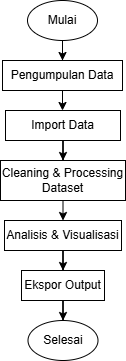 Mulai
Pengumpulan Data
Import Data
Cleaning & Processing
Dataset
Analisis & Visualisasi
Ekspor Output
Selesai